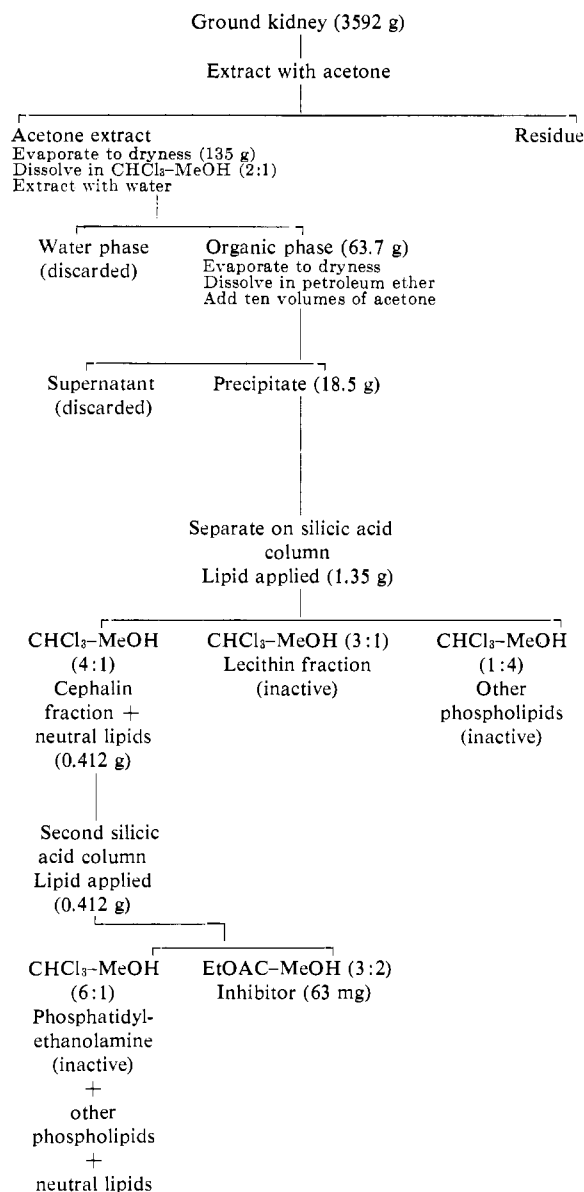 Ground kidney (3592 g)
Extract with acetone
Acetone extract
Evaporate to dryness (135 g)
Dissolve in CHCl₃–MeOH (2:1)
Extract with water
Residue
Water phase
(discarded)
Organic phase (63.7 g)
Evaporate to dryness
Dissolve in petroleum ether
Add ten volumes of acetone
Supernatant
(discarded)
Precipitate (18.5 g)
Separate on silicic acid
column
Lipid applied (1.35 g)
CHCl₃–MeOH
(4:1)
Cephalin
fraction +
neutral lipids
(0.412 g)
CHCl₃–MeOH (3:1)
Lecithin fraction
(inactive)
CHCl₃–MeOH
(1:4)
Other
phospholipids
(inactive)
Second silicic
acid column
Lipid applied
(0.412 g)
CHCl₃–MeOH
(6:1)
Phosphatidyl-
ethanolamine
(inactive)
+
other
phospholipids
+
neutral lipids
EtOAC–MeOH (3:2)
Inhibitor (63 mg)